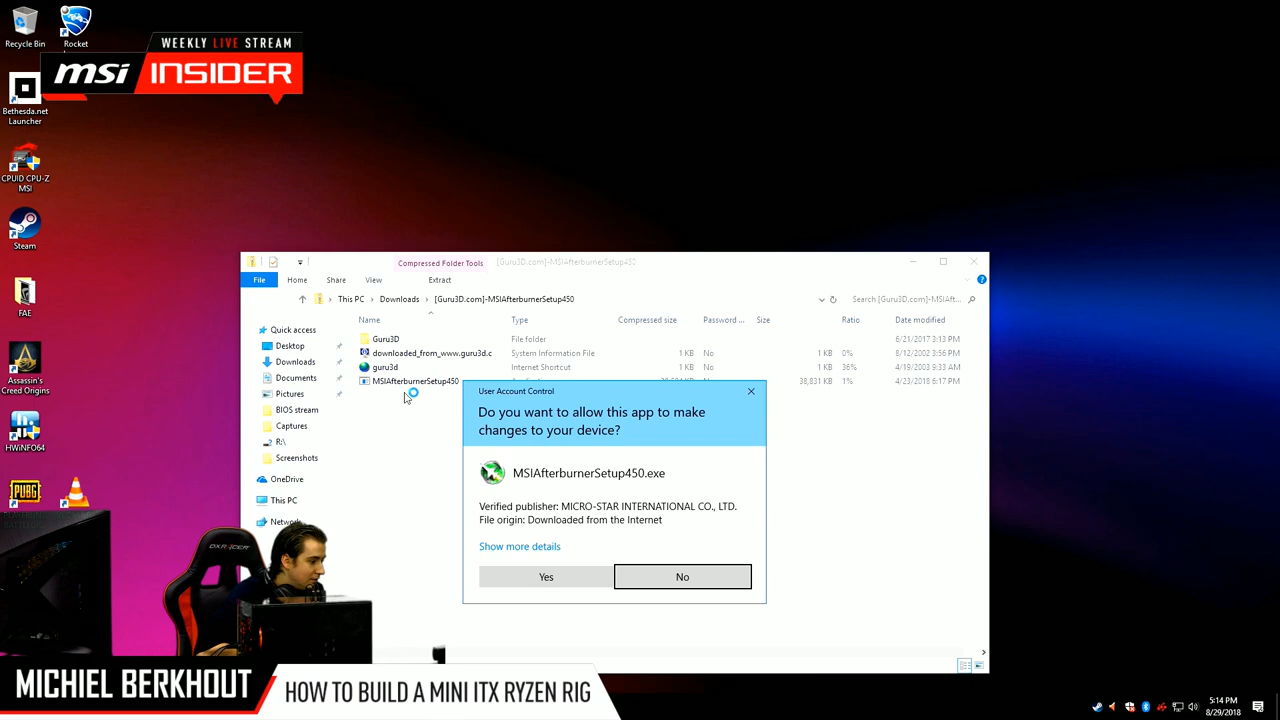 Recycle Bin
Rocket
WEEKLY LIVE STREAM
msi INSIDER
Bethesda.net
Launcher
CPUID CPU-Z
MSI
Steam
FAE
Assassin's
Creed Origins
HWiNFO64
PUBG
Compressed Folder Tools
[Guru3D.com]-MSIAfterburnerSetup450
File
Home
Share
View
Extract
This PC
Downloads
[Guru3D.com]-MSIAfterburnerSetup450
Search [Guru3D.com]-MSIAf...
Name
Type
Compressed size
Password ...
Size
Ratio
Date modified
Quick access
Desktop
Downloads
Documents
Pictures
BIOS stream
Captures
R:\
Screenshots
OneDrive
This PC
Guru3D File folder 6/21/2017 3:13 PM
downloaded_from_www.guru3d.c System Information File 1 KB No 1 KB 0% 8/12/2002 3:56 PM
guru3d Internet Shortcut 1 KB No 1 KB 36% 4/19/2003 9:33 AM
MSIAfterburnerSetup450 38,831 KB 1% 4/23/2018 6:17 PM
User Account Control
Do you want to allow this app to make
changes to your device?
MSIAfterburnerSetup450.exe
Verified publisher: MICRO-STAR INTERNATIONAL CO., LTD.
File origin: Downloaded from the Internet
Show more details
Yes
No
DXRACER
MICHIEL BERKHOUT
HOW TO BUILD A MINI ITX RYZEN RIG
5:14 PM
8/29/2018